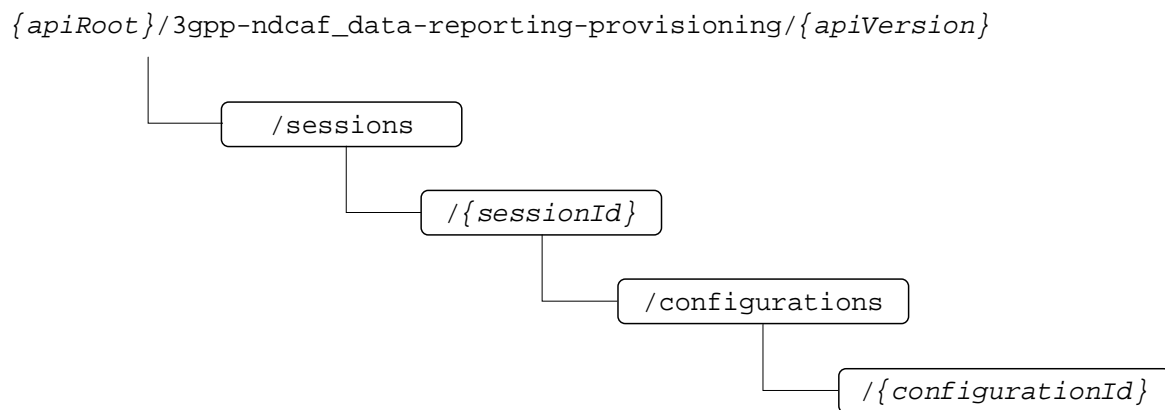 {apiRoot}/3gpp-ndcaf_data-reporting-provisioning/{apiVersion}
/sessions
/{sessionId}
/configurations
/{configurationId}